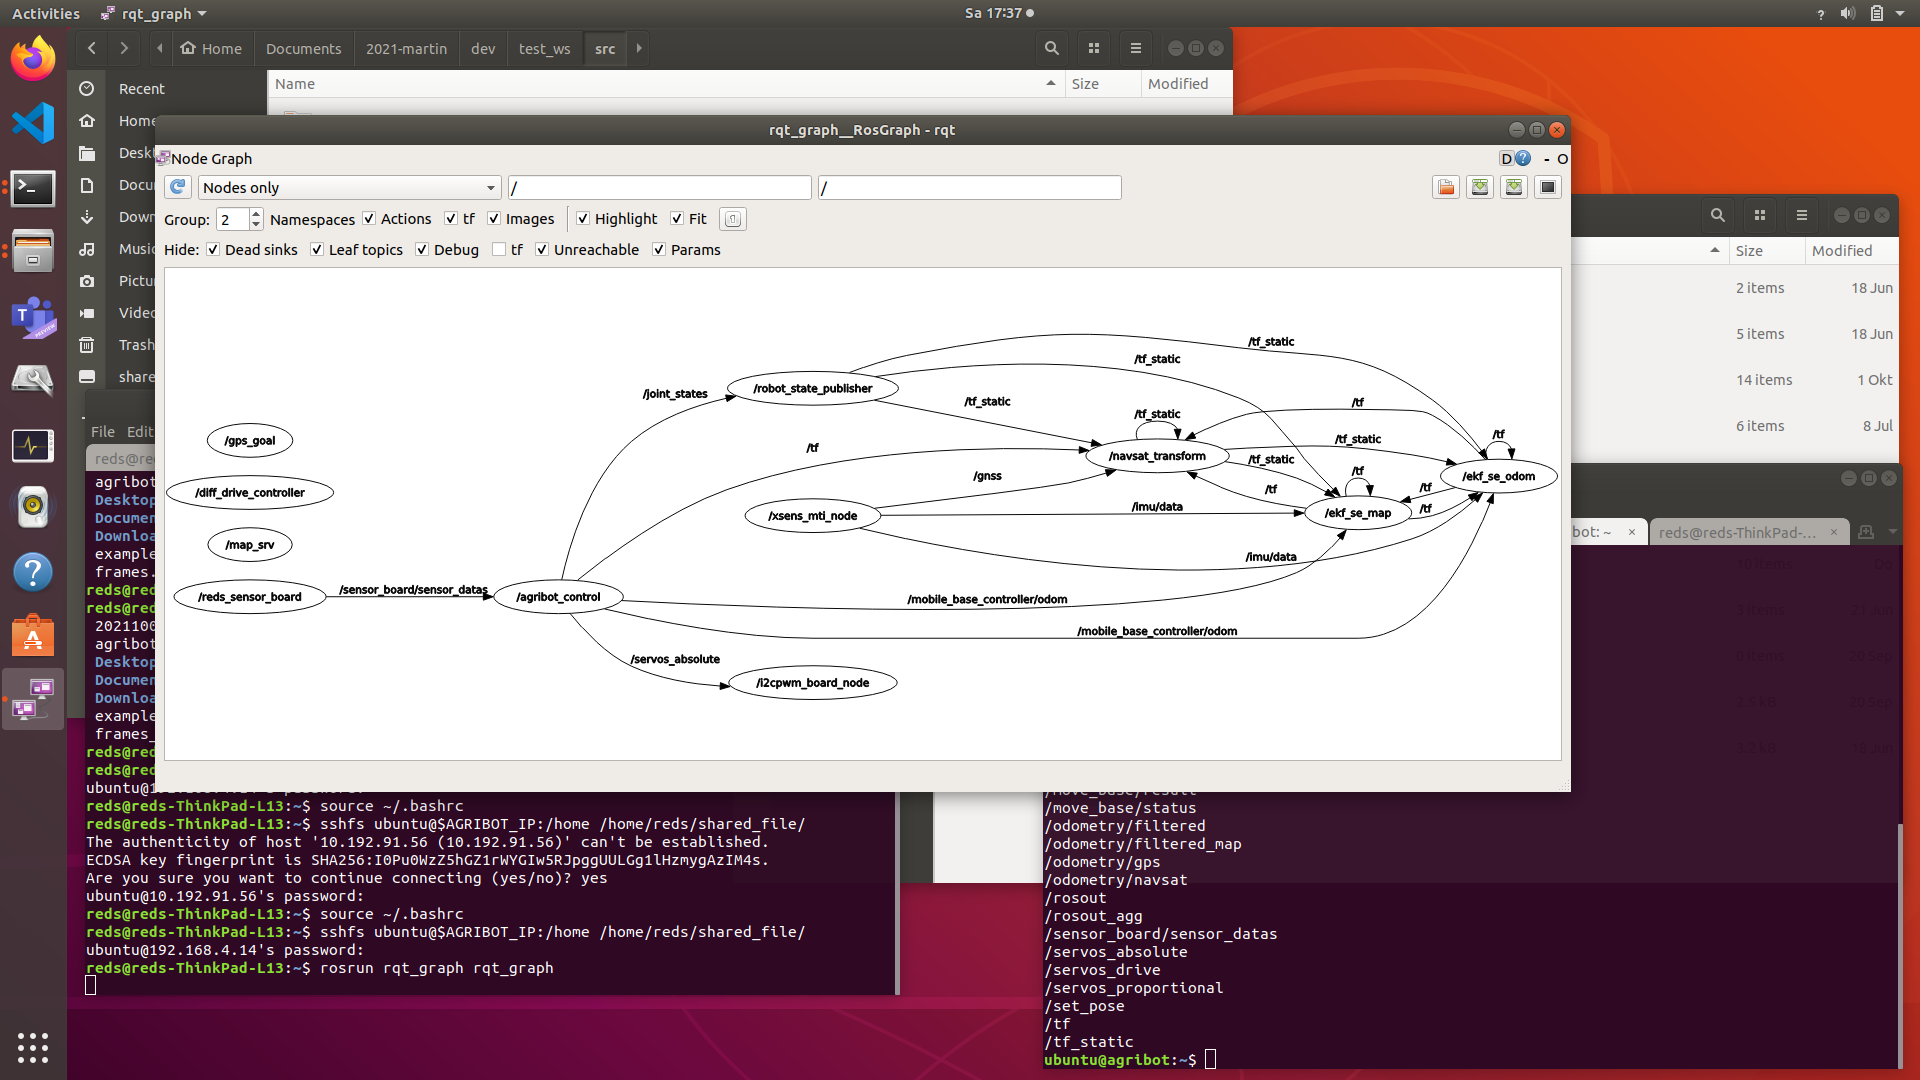 Activities
rqt_graph
Sa 17:37
Home
Documents
2021-martin
dev
test_ws
src
Name
Size
Modified
Recent
Home
Desk
Docu
Down
Music
Pictu
Video
Trash
share
rqt_graph__RosGraph - rqt
Node Graph
D
- O
Nodes only
/
/
Group: 2 Namespaces Actions tf Images Highlight Fit
Hide: Dead sinks Leaf topics Debug tf Unreachable Params
/tf_static
/tf_static
/joint_states
/robot_state_publisher
/tf_static
/tf
/tf_static
/gps_goal
/tf
/tf_static
/tf
/navsat_transform
/tf_static
/tf
/ekf_se_odom
/gnss
/tf
/tf
/diff_drive_controller
/imu/data
/tf
/xsens_mti_node
/ekf_se_map
/map_srv
/imu/data
/reds_sensor_board
/sensor_board/sensor_datas
/agribot_control
/mobile_base_controller/odom
/mobile_base_controller/odom
/servos_absolute
/i2cpwm_board_node
Size
Modified
2 items
18 Jun
5 items
18 Jun
14 items
1 Okt
6 items
8 Jul
bot: ~
reds@reds-ThinkPad-...
10 items
20 Sep
20 Sep
File Edit
reds@re
agribot
Desktop
Documen
Downloa
example
frames.
reds@red
reds@red
2021100
agribot
Desktop
Documen
Downloa
example
frames_
reds@red
reds@red
reds@reds-ThinkPad-L13:~$ source ~/.bashrc
reds@reds-ThinkPad-L13:~$ sshfs ubuntu@$AGRIBOT_IP:/home /home/reds/shared_file/
The authenticity of host '10.192.91.56 (10.192.91.56)' can't be established.
ECDSA key fingerprint is SHA256:I0Pu0WzZ5hGZ1rWYGIw5RJpggUULGg1lHzmygAzIM4s.
Are you sure you want to continue connecting (yes/no)? yes
ubuntu@10.192.91.56's password:
reds@reds-ThinkPad-L13:~$ source ~/.bashrc
reds@reds-ThinkPad-L13:~$ sshfs ubuntu@$AGRIBOT_IP:/home /home/reds/shared_file/
ubuntu@192.168.4.14's password:
reds@reds-ThinkPad-L13:~$ rosrun rqt_graph rqt_graph
/move_base/result
/move_base/status
/odometry/filtered
/odometry/filtered_map
/odometry/gps
/odometry/navsat
/rosout
/rosout_agg
/sensor_board/sensor_datas
/servos_absolute
/servos_drive
/servos_proportional
/set_pose
/tf
/tf_static
ubuntu@agribot:~$